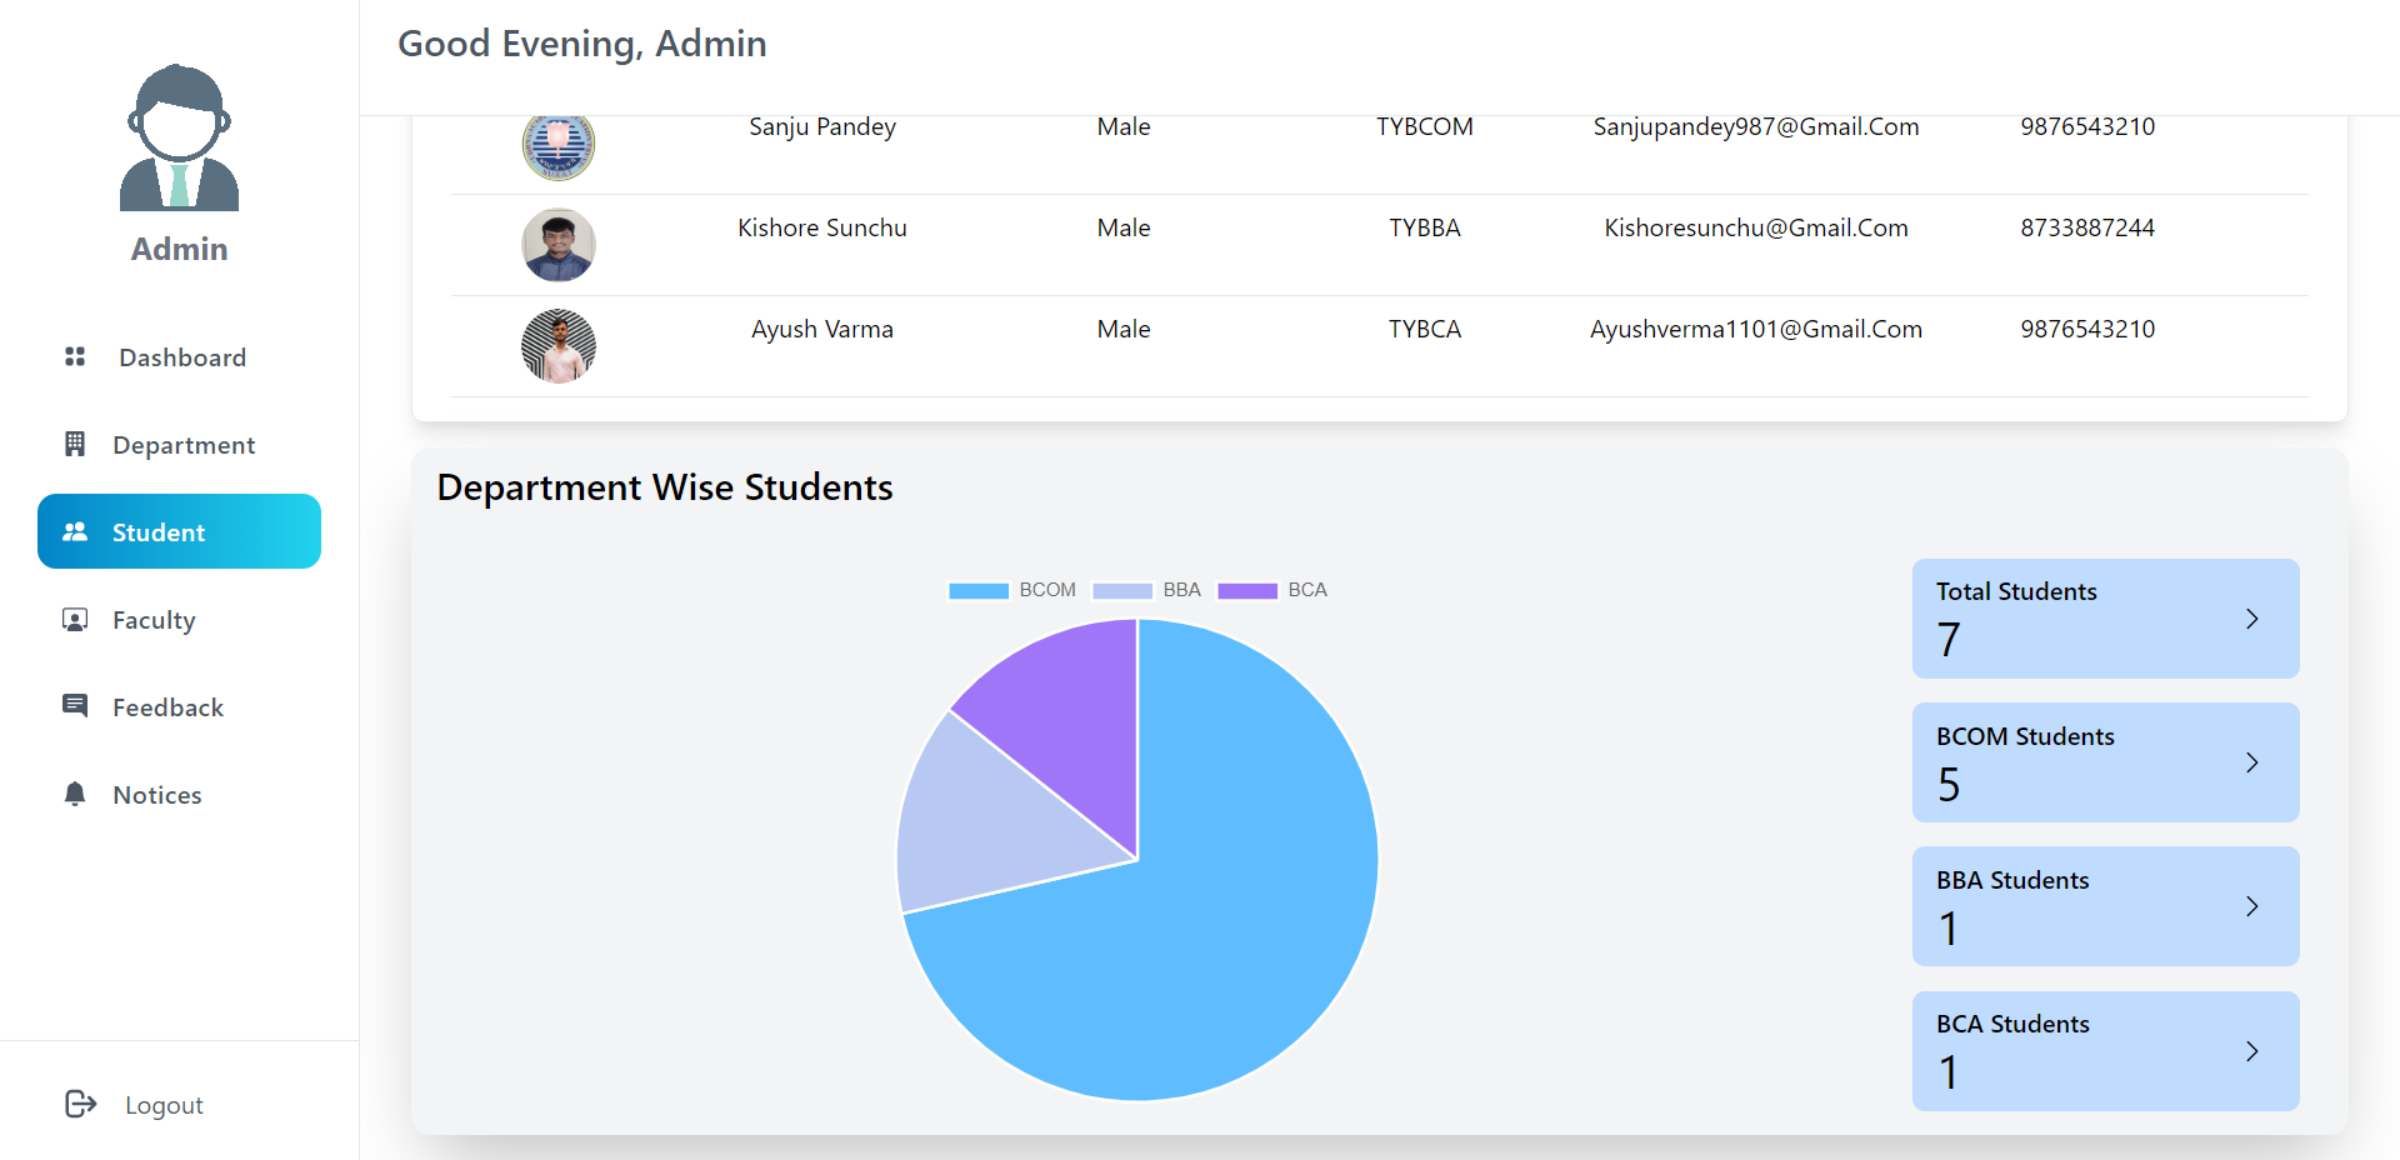 Good Evening, Admin
Admin
Dashboard
Department
Student
Faculty
Feedback
Notices
Logout
Sanju Pandey Male TYBCOM Sanjupandey987@Gmail.Com 9876543210
Kishore Sunchu Male TYBBA Kishoresunchu@Gmail.Com 8733887244
Ayush Varma Male TYBCA Ayushverma1101@Gmail.Com 9876543210
Department Wise Students
BCOM BBA BCA
Total Students
7
BCOM Students
5
BBA Students
1
BCA Students
1